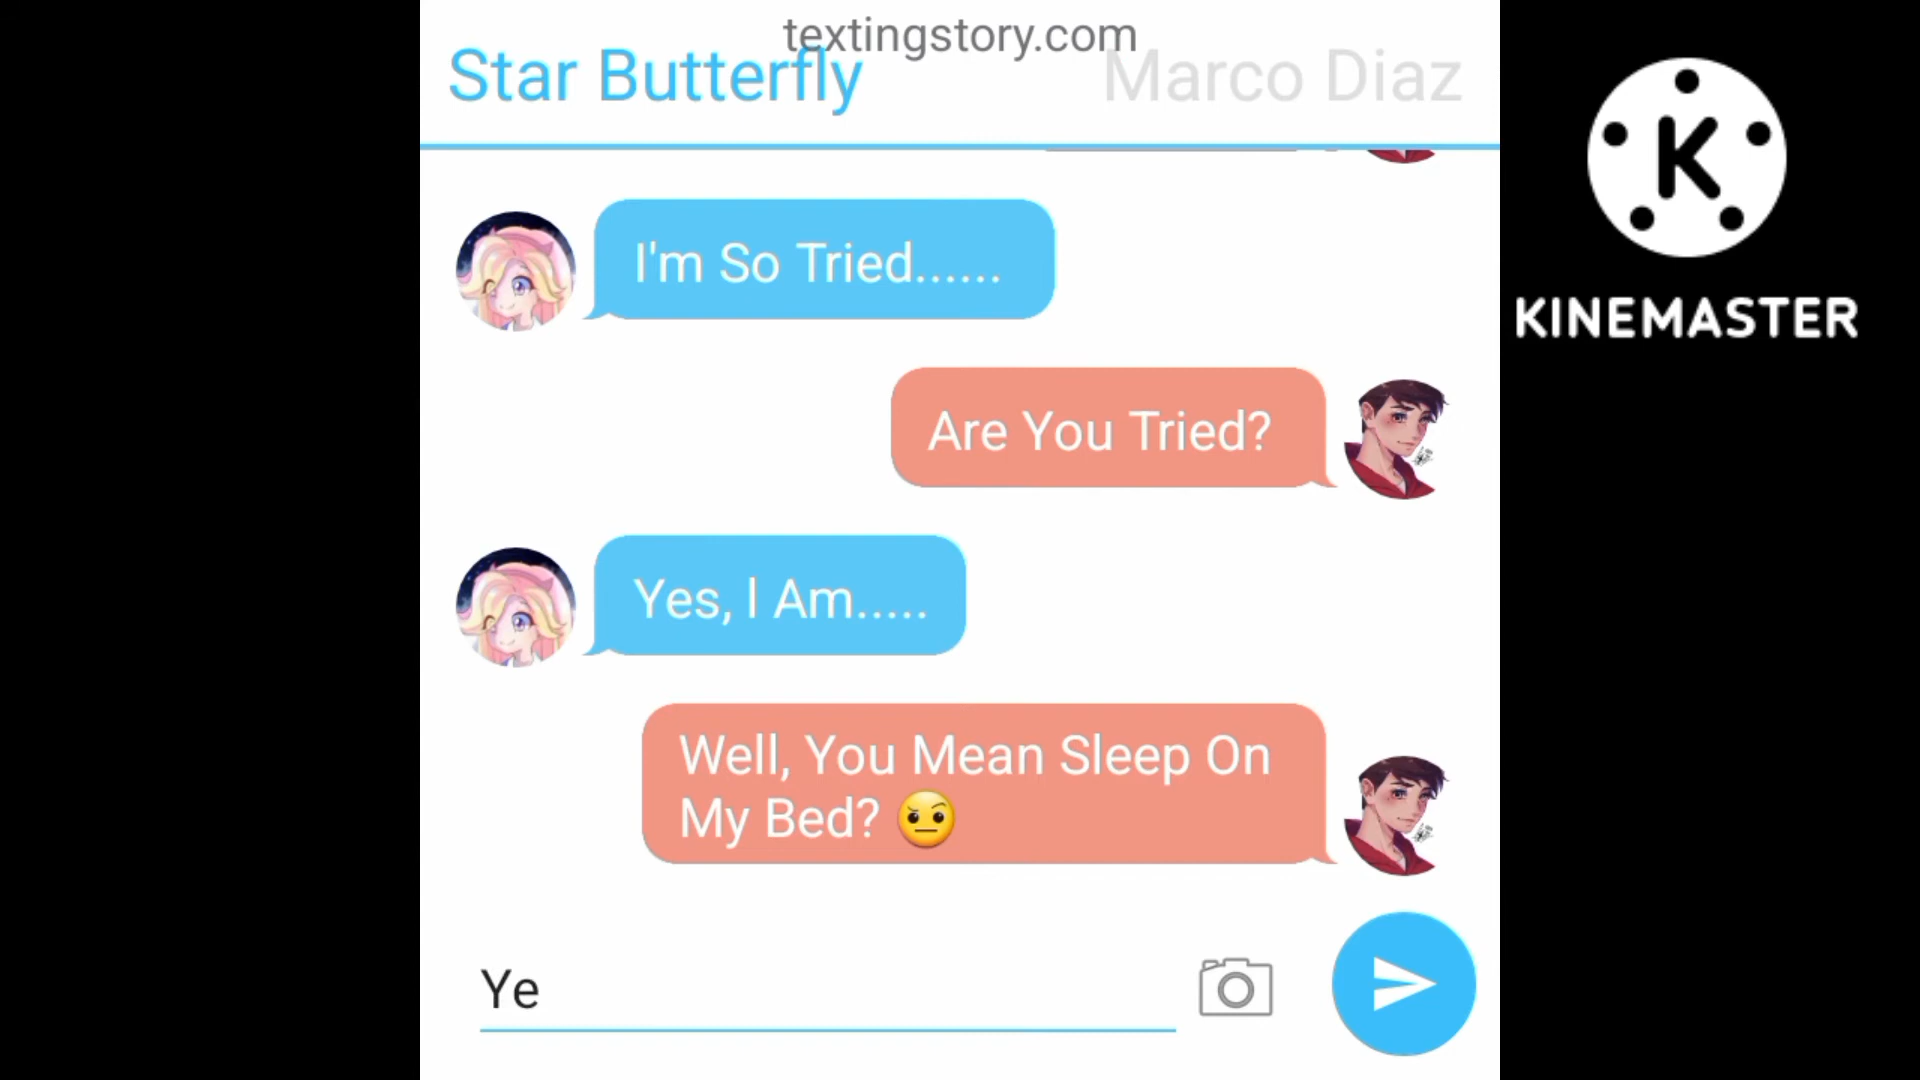 textingstory.com
Star Butterfly
Marco Diaz
I'm So Tried......
Are You Tried?
Yes, I Am.....
Well, You Mean Sleep On
My Bed? 🤨
Ye
K
KINEMASTER